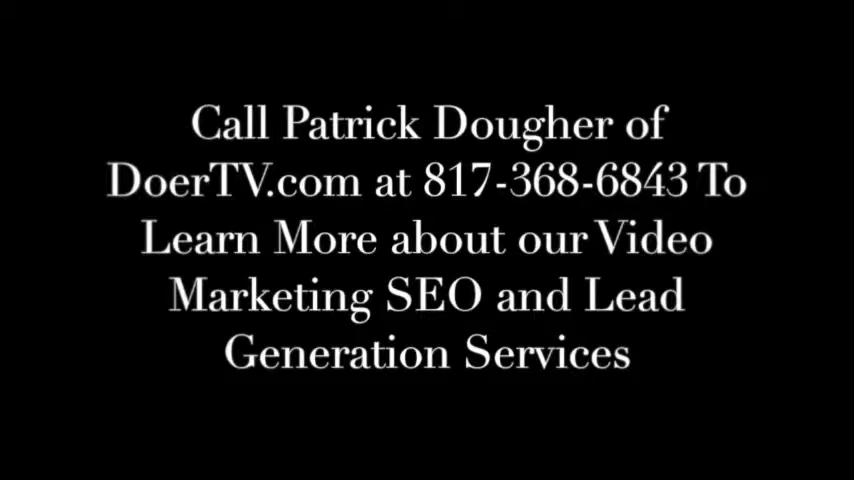 Call Patrick Dougher of
DoerTV.com at 817-368-6843 To
Learn More about our Video
Marketing SEO and Lead
Generation Services